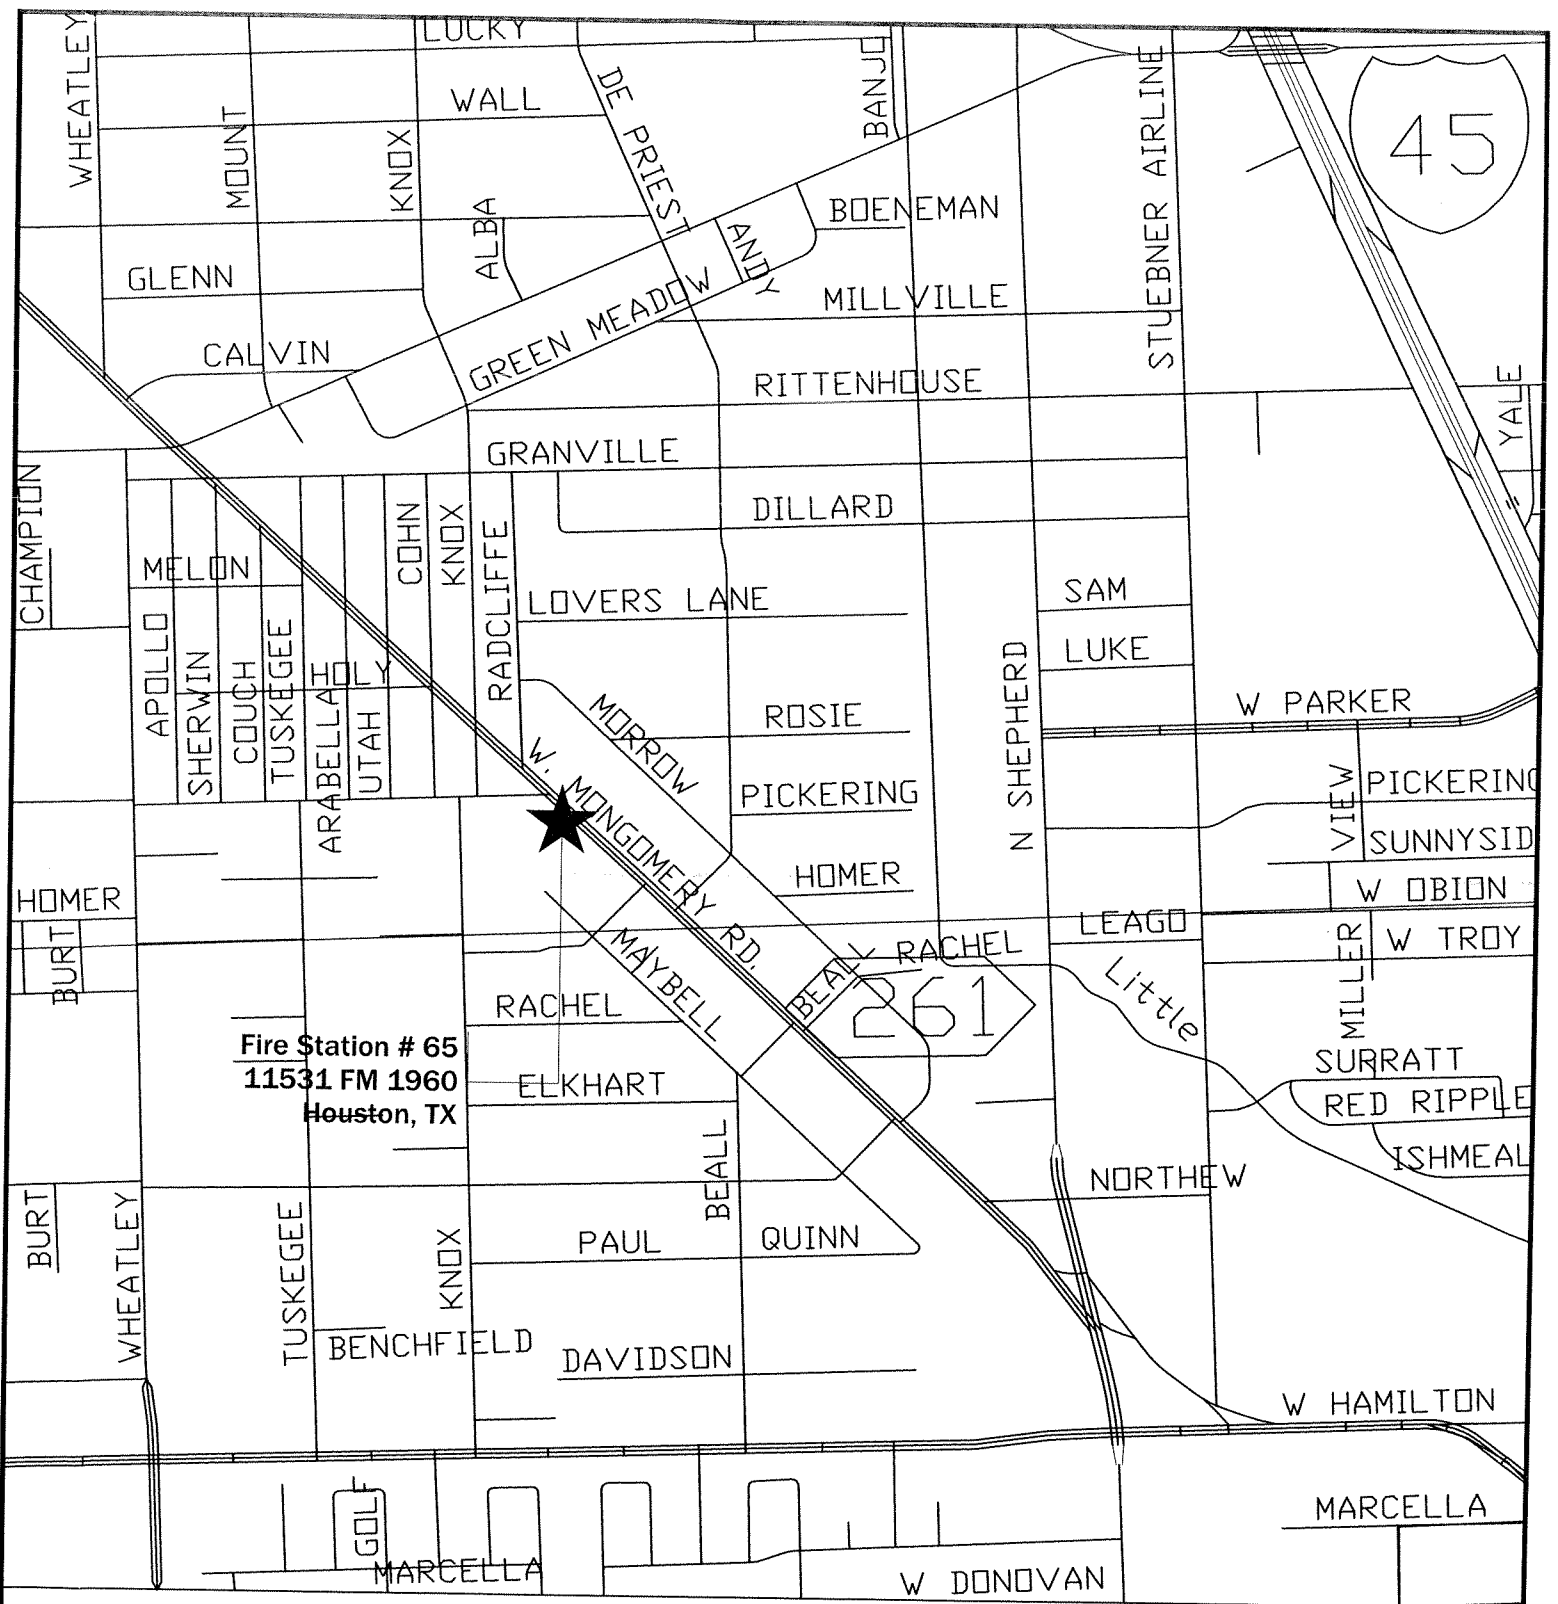 LUCKY
WHEATLEY
MOUNT
WALL
KNOX
DE PRIEST
BANJO
STUEBNER AIRLINE
45
ALBA
BOENEMAN
ANDY
GLENN
GREEN MEADOW
MILLVILLE
CALVIN
RITTENHOUSE
YALE
GRANVILLE
CHAMPION
DILLARD
COHN
KNOX
RADCLIFFE
MELON
LOVERS LANE
SAM
LUKE
APOLLO
SHERWIN
COUCH
TUSKEGEE
ARABELLA
HOLY
UTAH
N SHEPHERD
W PARKER
MORROW
ROSIE
W. MONGOMERY RD.
PICKERING
VIEW
PICKERING
SUNNYSID
HOMER
W OBION
HOMER
BURT
LEAGO
MILLER
W TROY
MAYBELL
BEALL
RACHEL
261
Little
RACHEL
Fire Station # 65
11531 FM 1960
Houston, TX
ELKHART
SURRATT
RED RIPPLE
ISHMEAL
BEALL
NORTHEW
BURT
WHEATLEY
TUSKEGEE
KNOX
PAUL QUINN
BENCHFIELD
DAVIDSON
W HAMILTON
GOLF
MARCELLA
MARCELLA
W DONOVAN